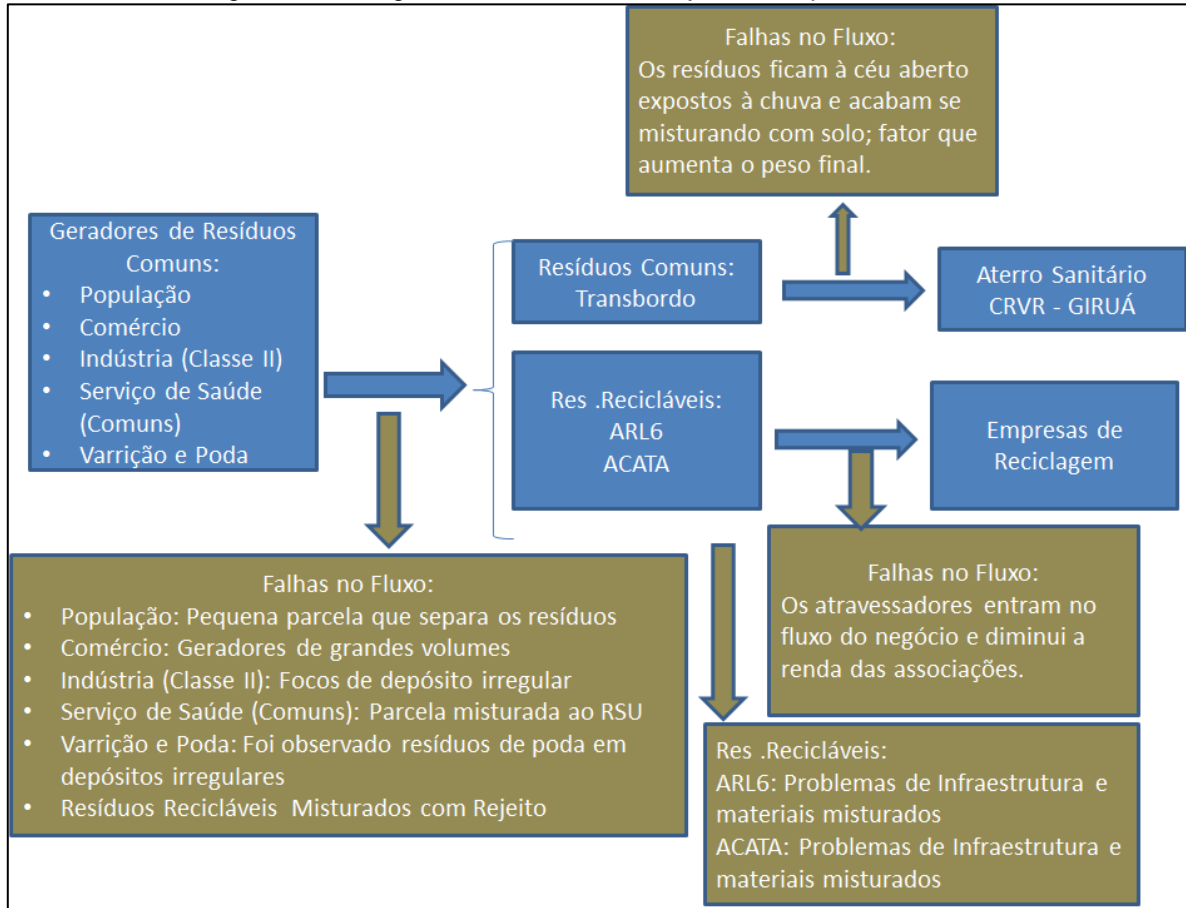 Falhas no Fluxo:
Os resíduos ficam à céu aberto
expostos à chuva e acabam se
misturando com solo; fator que
aumenta o peso final.
Geradores de Resíduos
Comuns:
• População
• Comércio
• Indústria (Classe II)
• Serviço de Saúde
(Comuns)
• Varrição e Poda
Resíduos Comuns:
Transbordo
Aterro Sanitário
CRVR - GIRUÁ
Res .Recicláveis:
ARL6
ACATA
Empresas de
Reciclagem
Falhas no Fluxo:
• População: Pequena parcela que separa os resíduos
• Comércio: Geradores de grandes volumes
• Indústria (Classe II): Focos de depósito irregular
• Serviço de Saúde (Comuns): Parcela misturada ao RSU
• Varrição e Poda: Foi observado resíduos de poda em
depósitos irregulares
• Resíduos Recicláveis Misturados com Rejeito
Falhas no Fluxo:
Os atravessadores entram no
fluxo do negócio e diminui a
renda das associações.
Res .Recicláveis:
ARL6: Problemas de Infraestrutura e
materiais misturados
ACATA: Problemas de Infraestrutura e
materiais misturados